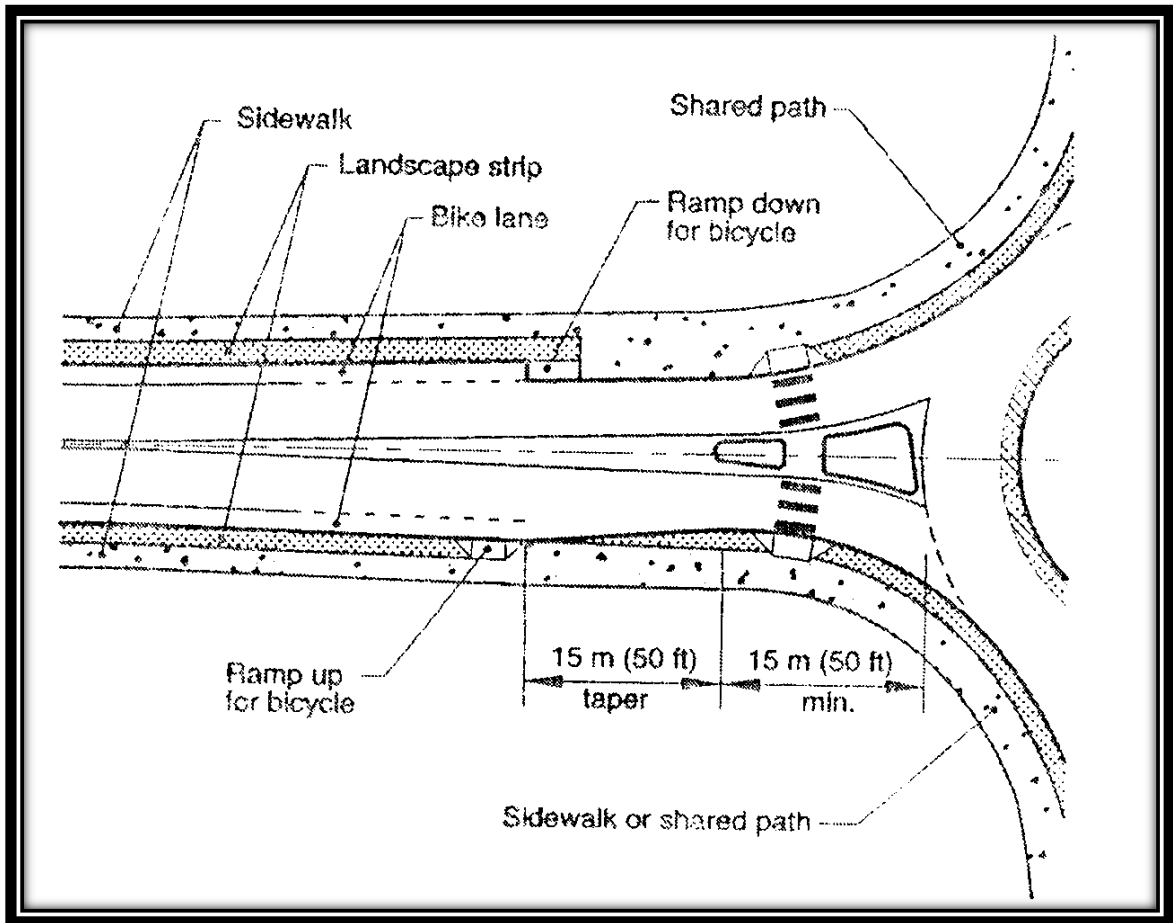 Sidewalk
Landscape strip
Bike lane
Shared path
Ramp down
for bicycle
Ramp up
for bicycle
15 m (50 ft)
taper
15 m (50 ft)
min.
Sidewalk or shared path